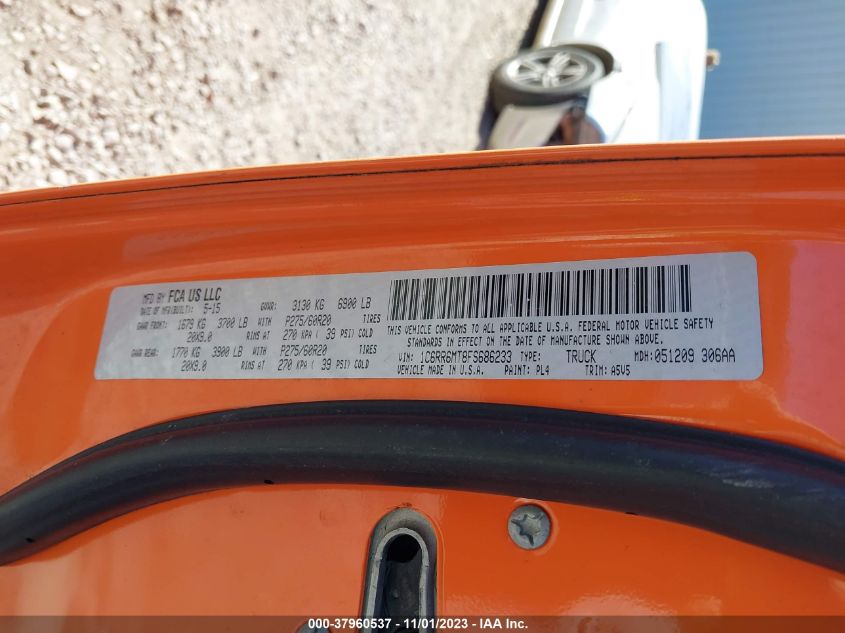 MFD BY FCA US LLC
DATE OF MFR(BUILT): 5-15 GVWR: 3130 KG 6900 LB
GAWR FRONT: 1679 KG 3700 LB WITH P275/60R20 TIRES
20X9.0 RIMS AT 270 KPA ( 39 PSI) COLD
GAWR REAR: 1770 KG 3900 LB WITH P275/60R20 TIRES
20X9.0 RIMS AT 270 KPA ( 39 PSI) COLD
THIS VEHICLE CONFORMS TO ALL APPLICABLE U.S.A. FEDERAL MOTOR VEHICLE SAFETY
STANDARDS IN EFFECT ON THE DATE OF MANUFACTURE SHOWN ABOVE.
VIN: 1C6RR6MT8FS686233 TYPE: TRUCK MDH: 051209 306AA
VEHICLE MADE IN U.S.A. PAINT: PL4 TRIM: A5V5
000-37960537 - 11/01/2023 - IAA Inc.